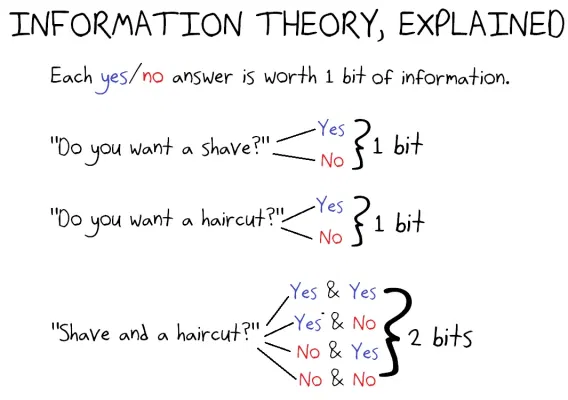 INFORMATION THEORY, EXPLAINED
Each yes/no answer is worth 1 bit of information.
"Do you want a shave?"
Yes
No
1 bit
"Do you want a haircut?"
Yes
No
1 bit
"Shave and a haircut?"
Yes & Yes
Yes & No
No & Yes
No & No
2 bits